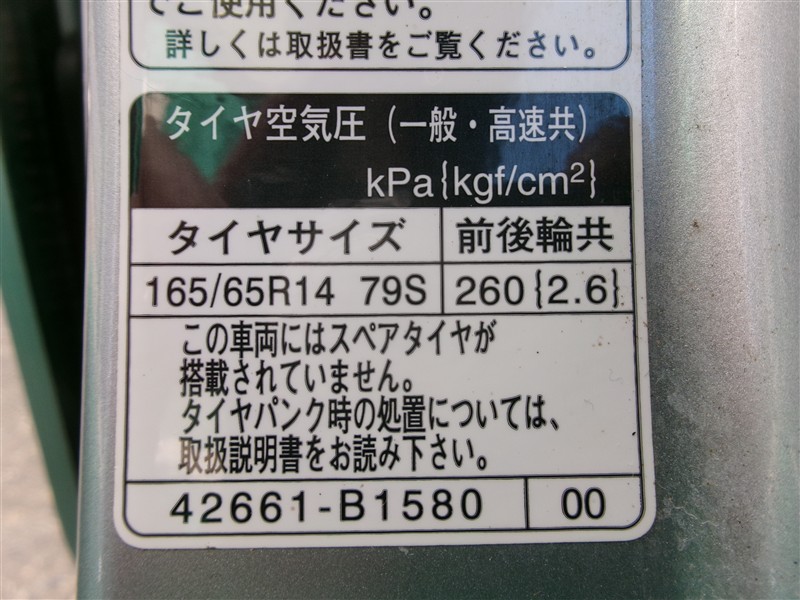 でご使用ください。
詳しくは取扱書をご覧ください。
タイヤ空気圧（一般・高速共）
kPa{kgf/cm²}
タイヤサイズ 前後輪共
165/65R14 79S 260{2.6}
この車両にはスペアタイヤが
搭載されていません。
タイヤパンク時の処置については、
取扱説明書をお読み下さい。
42661-B1580 00